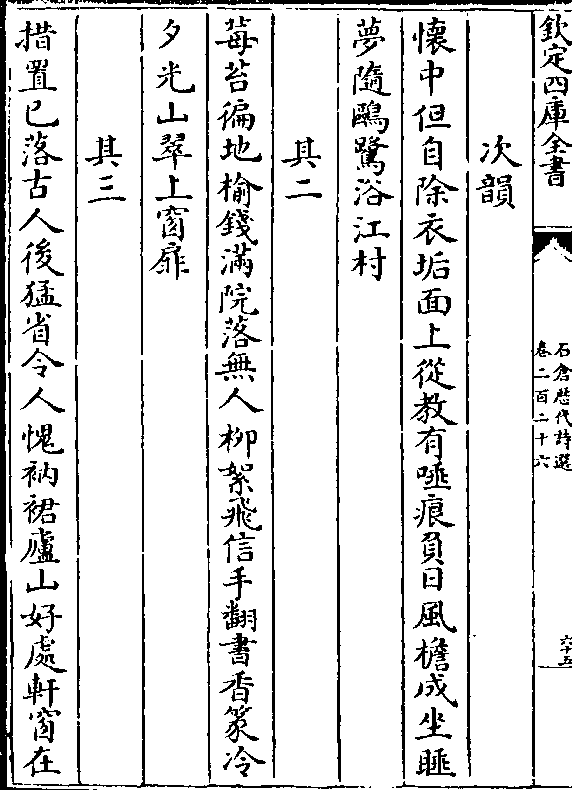 欽定四庫全書
石倉歷代詩選
卷二百二十六
六十五
次韻
懷中但自除衣垢面上從教有唾痕負日風檐成坐睡
夢隨鷗鷺浴江村
其二
莓苔徧地榆錢滿院落無人柳絮飛信手翻書香篆冷
夕光山翠上窗扉
其三
措置已落古人後猛省令人愧衲裙廬山好處軒窗在